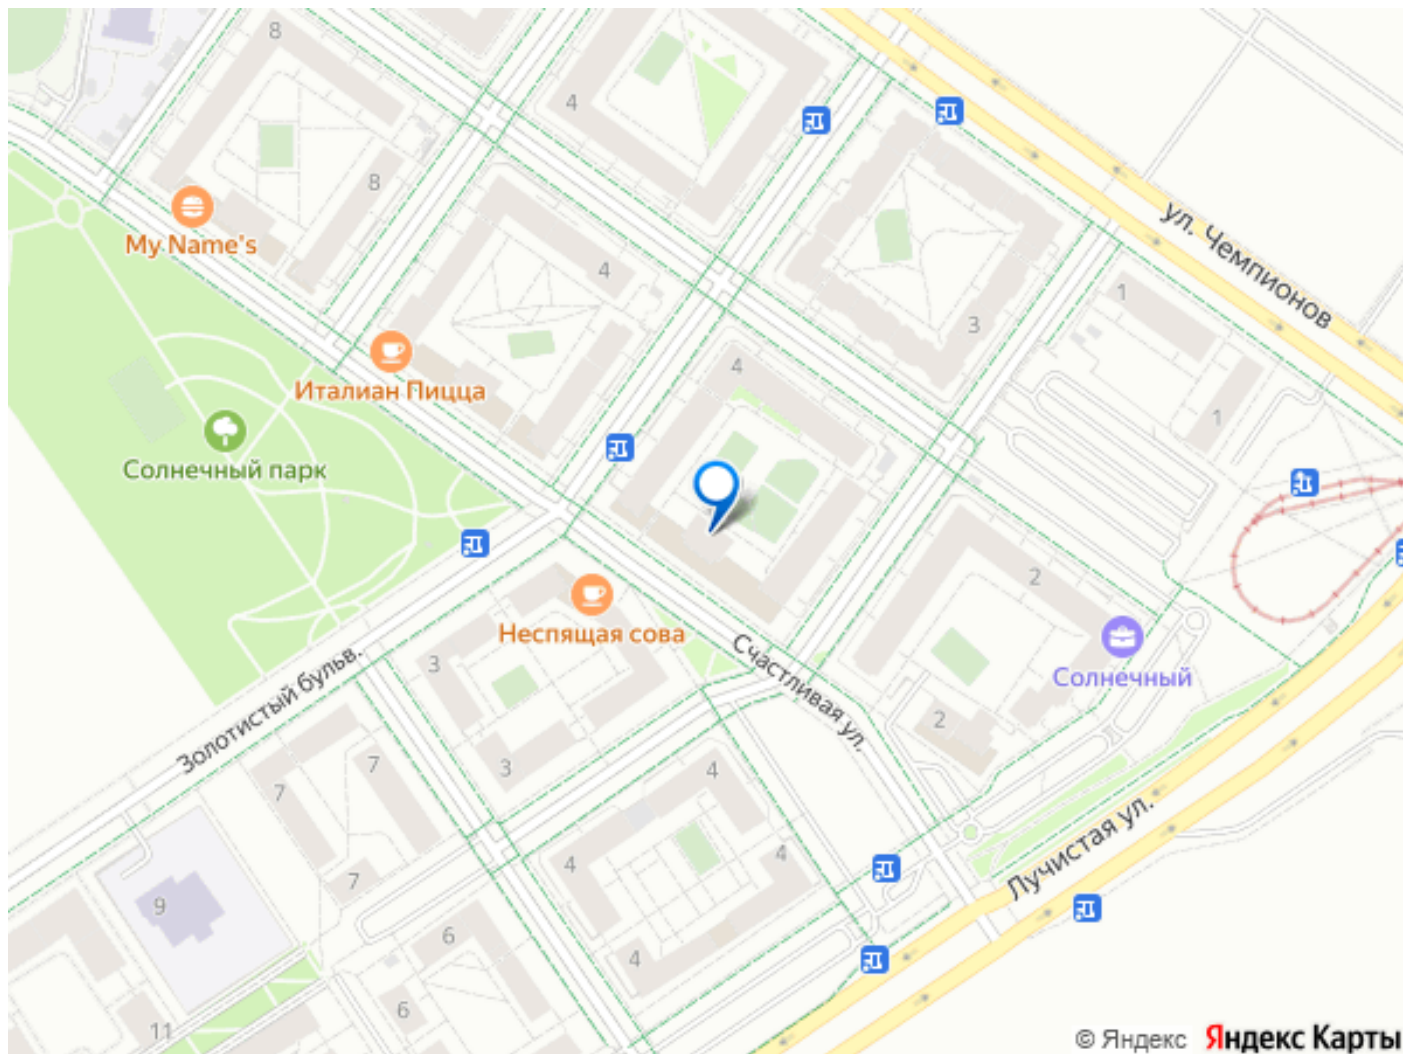 8
4
8
My Name's
4
ул. Чемпионов
1
3
Италиан Пицца
4
1
Солнечный парк
2
Неспящая сова
3
Счастливая ул.
Солнечный
Золотистый бульв.
2
7
3
4
7
Лучистая ул.
4
4
7
9
6
4
6
11
© Яндекс Яндекс Карты